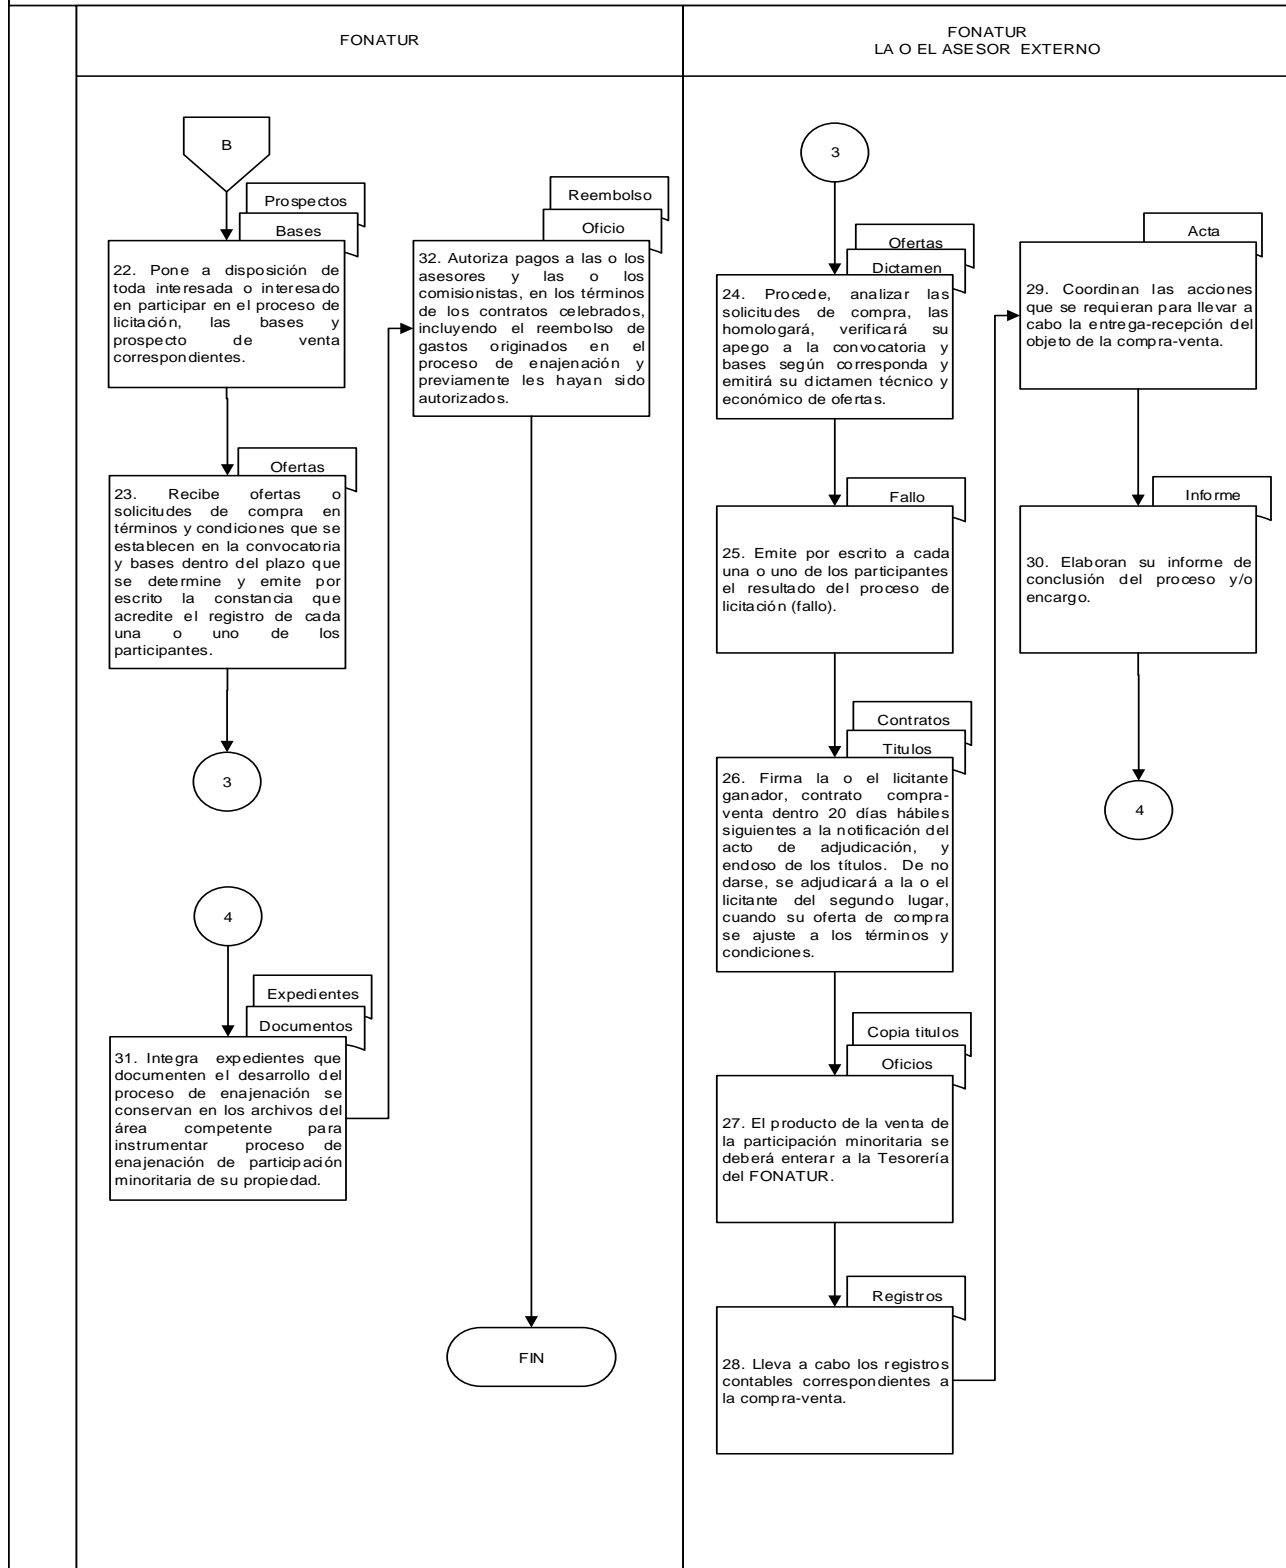 FONATUR
FONATUR
LA O EL ASESOR EXTERNO
B
Prospectos
Bases
22. Pone a disposición de
toda interesada o interesado
en participar en el proceso de
licitación, las bases y
prospecto de venta
correspondientes.
Ofertas
23. Recibe ofertas o
solicitudes de compra en
términos y condiciones que se
establecen en la convocatoria
y bases dentro del plazo que
se determine y emite por
escrito la constancia que
acredite el registro de cada
una o uno de los
participantes.
3
4
Expedientes
Documentos
31. Integra expedientes que
documenten el desarrollo del
proceso de enajenación se
conservan en los archivos del
área competente para
instrumentar proceso de
enajenación de participación
minoritaria de su propiedad.
Reembolso
Oficio
32. Autoriza pagos a las o los
asesores y las o los
comisionistas, en los términos
de los contratos celebrados,
incluyendo el reembolso de
gastos originados en el
proceso de enajenación y
previamente les hayan sido
autorizados.
FIN
3
Ofertas
Dictamen
24. Procede, analizar las
solicitudes de compra, las
homologará, verificará su
apego a la convocatoria y
bases según corresponda y
emitirá su dictamen técnico y
económico de ofertas.
Fallo
25. Emite por escrito a cada
una o uno de los participantes
el resultado del proceso de
licitación (fallo).
Contratos
Titulos
26. Firma la o el licitante
ganador, contrato compra-
venta dentro 20 días hábiles
siguientes a la notificación del
acto de adjudicación, y
endoso de los títulos. De no
darse, se adjudicará a la o el
licitante del segundo lugar,
cuando su oferta de compra
se ajuste a los términos y
condiciones.
Copia titulos
Oficios
27. El producto de la venta de
la participación minoritaria se
deberá enterar a la Tesorería
del FONATUR.
Registros
28. Lleva a cabo los registros
contables correspondientes a
la compra-venta.
Acta
29. Coordinan las acciones
que se requieran para llevar a
cabo la entrega-recepción del
objeto de la compra-venta.
Informe
30. Elaboran su informe de
conclusión del proceso y/o
encargo.
4